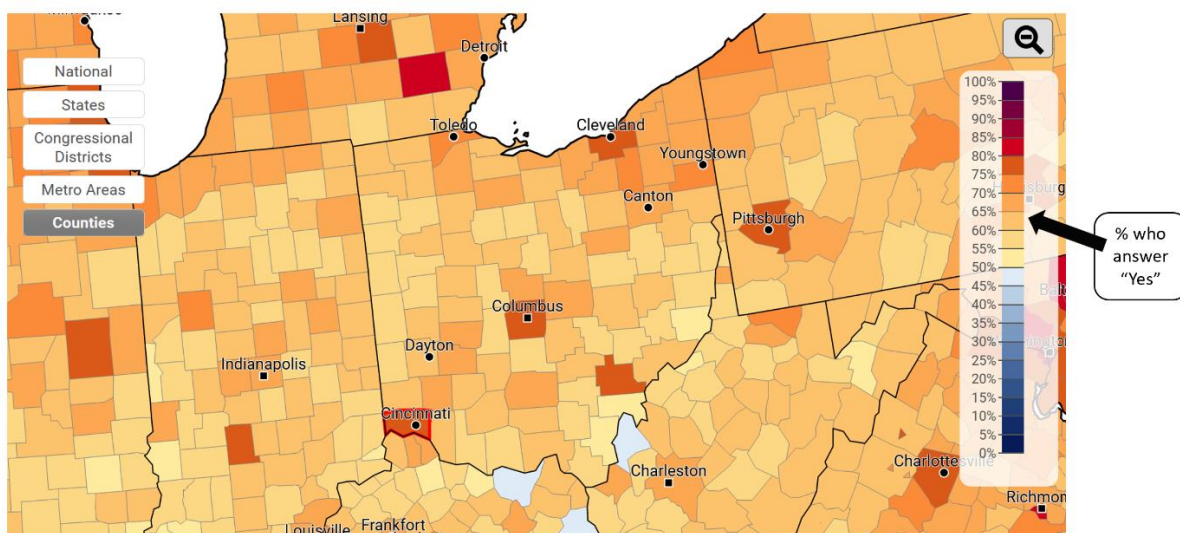 Milwaukee
Lansing
Detroit
National
States
Congressional
Districts
Metro Areas
Counties
Toledo
Cleveland
Youngstown
Canton
Pittsburgh
Columbus
Dayton
Indianapolis
Cincinnati
Charleston
Charlottesville
Richmon
Louisville
Frankfort
100%
95%
90%
85%
80%
75%
70%
65%
60%
55%
50%
45%
40%
35%
30%
25%
20%
15%
10%
5%
0%
% who
answer
“Yes”